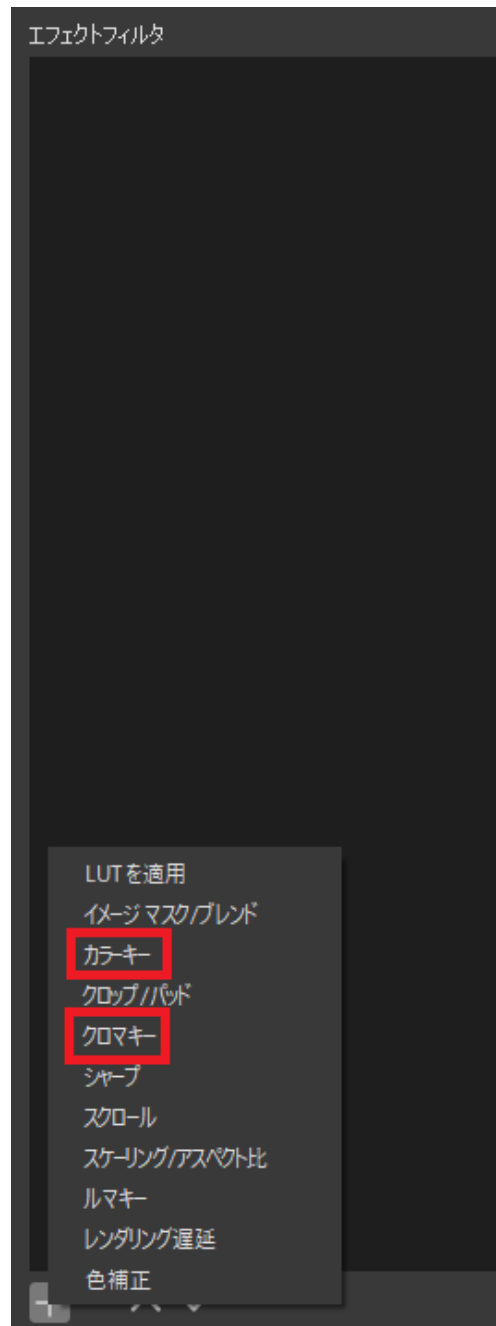 エフェクトフィルタ
LUTを適用
イメージ マスク/ブレンド
カラーキー
クロップ/パッド
クロマキー
シャープ
スクロール
スケーリング/アスペクト比
ルマキー
レンダリング遅延
色補正